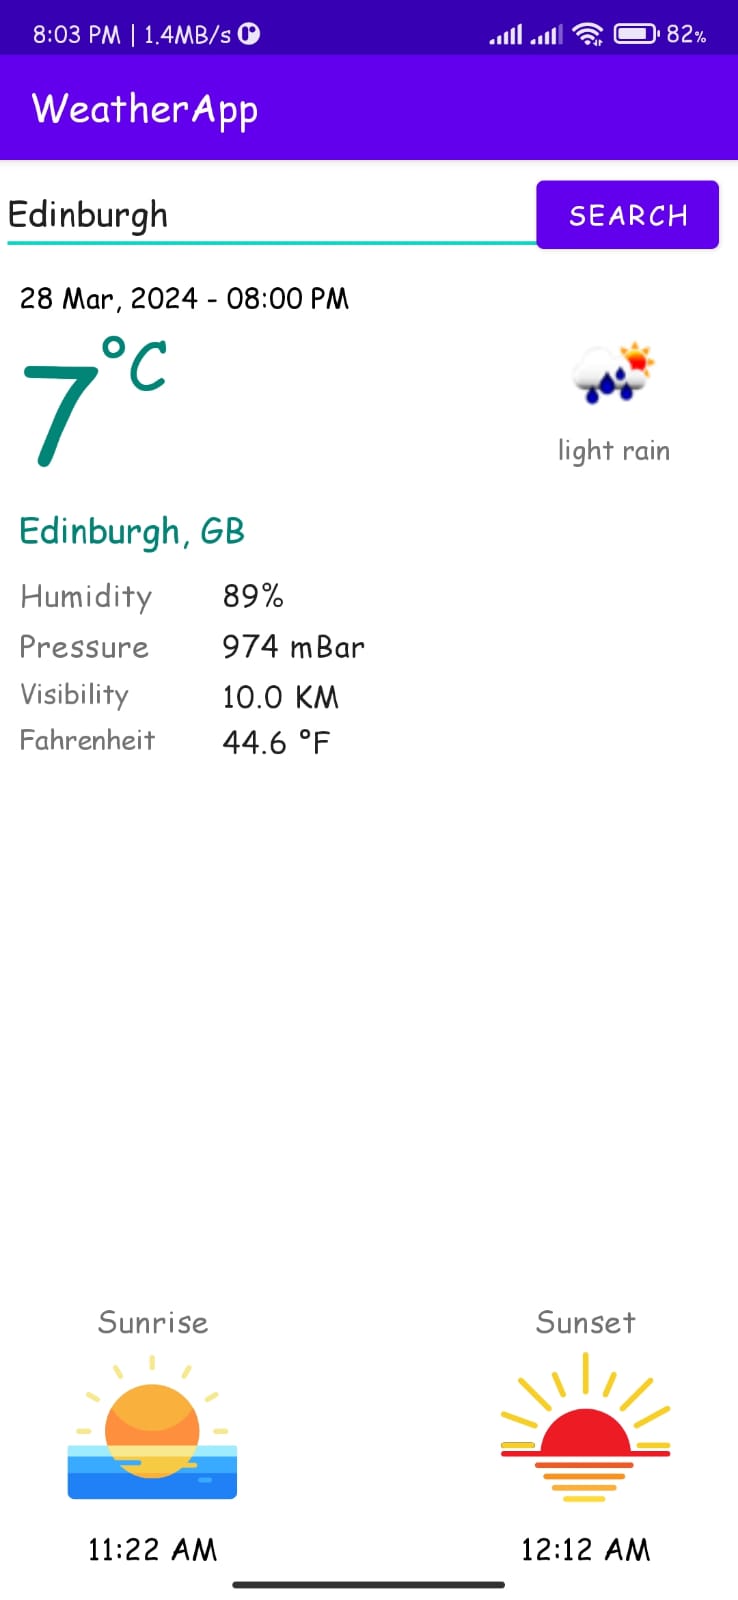 8:03 PM | 1.4MB/s 82%
WeatherApp
Edinburgh SEARCH
28 Mar, 2024 - 08:00 PM
7°C
light rain
Edinburgh, GB
Humidity 89%
Pressure 974 mBar
Visibility 10.0 KM
Fahrenheit 44.6 °F
Sunrise Sunset
11:22 AM 12:12 AM